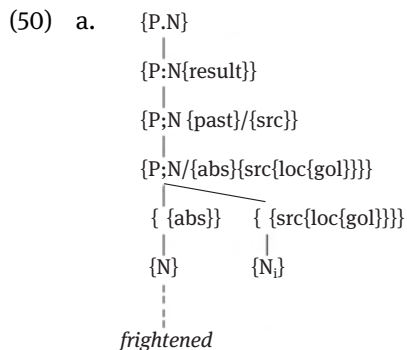 (50) a. {P.N}
{P:N{result}}
{P;N {past}/{src}}
{P;N/{abs}{src{loc{gol}}}}
{ {abs}} { {src{loc{gol}}}}
{N} {Nᵢ}
frightened